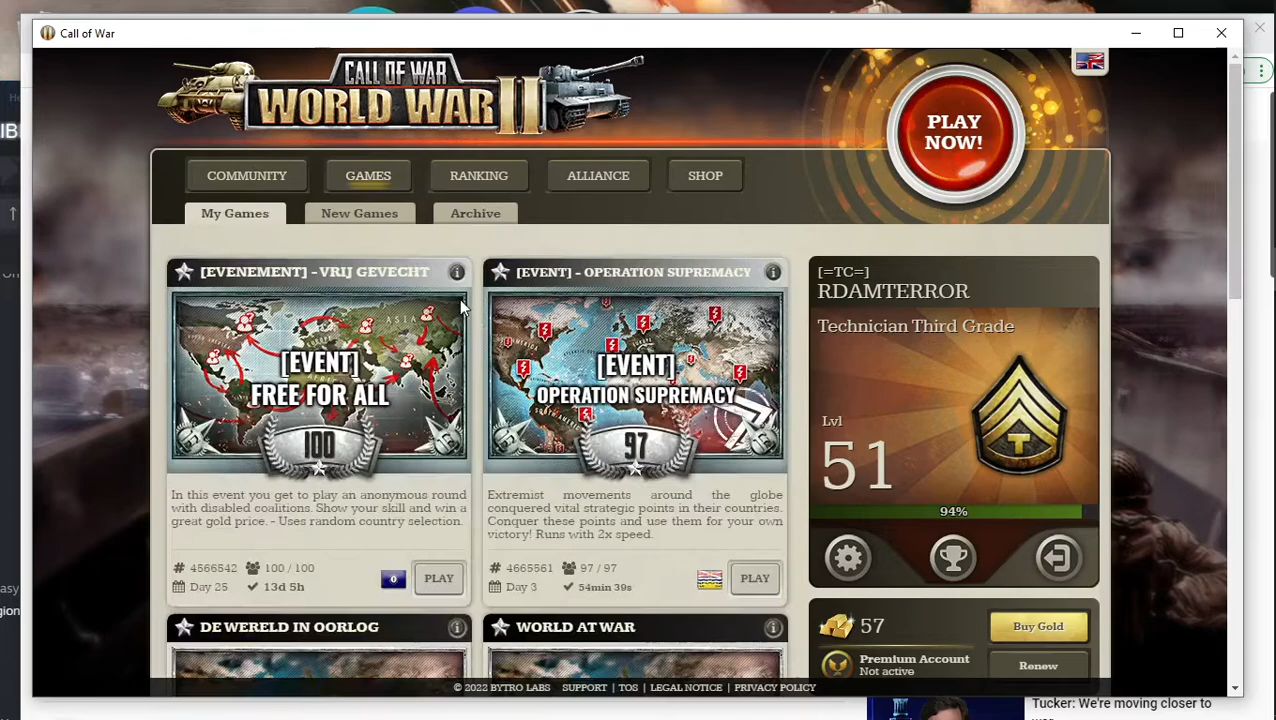 Call of War
CALL OF WAR
WORLD WAR II
PLAY
NOW!
COMMUNITY
GAMES
RANKING
ALLIANCE
SHOP
My Games
New Games
Archive
[EVENEMENT] - VRIJ GEVECHT
[EVENT]
FREE FOR ALL
100
In this event you get to play an anonymous round
with disabled coalitions. Show your skill and win a
great gold price. - Uses random country selection.
# 4566542 100 / 100
Day 25 13d 5h
PLAY
[EVENT] - OPERATION SUPREMACY
[EVENT]
OPERATION SUPREMACY
97
Extremist movements around the globe
conquered vital strategic points in their countries.
Conquer these points and use them for your own
victory! Runs with 2x speed.
# 4665561 97 / 97
Day 3 54min 39s
PLAY
[=TC=]
RDAMTERROR
Technician Third Grade
Lvl
51
T
94%
57
Buy Gold
Premium Account
Not active
Renew
DE WERELD IN OORLOG
WORLD AT WAR
© 2022 BYTRO LABS SUPPORT | TOS | LEGAL NOTICE | PRIVACY POLICY
Tucker: We're moving closer to